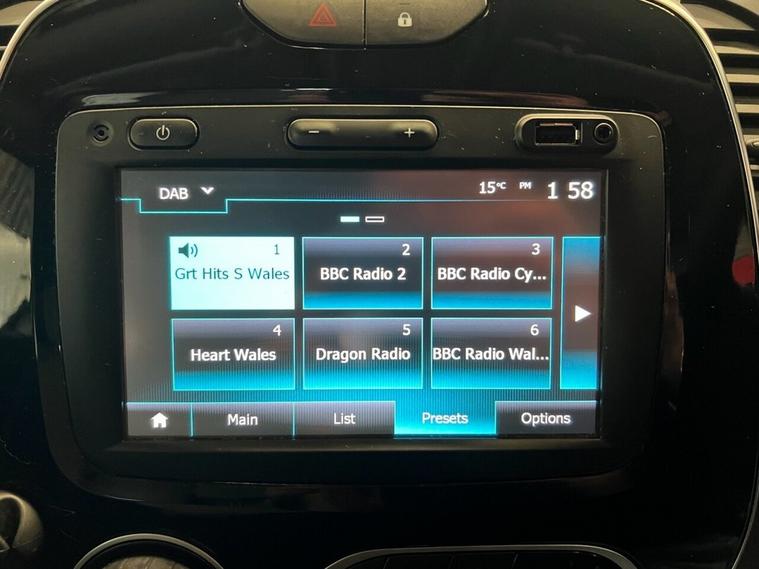 DAB
15°C PM 1 58
1
Grt Hits S Wales
2
BBC Radio 2
3
BBC Radio Cy...
4
Heart Wales
5
Dragon Radio
6
BBC Radio Wal...
Main
List
Presets
Options